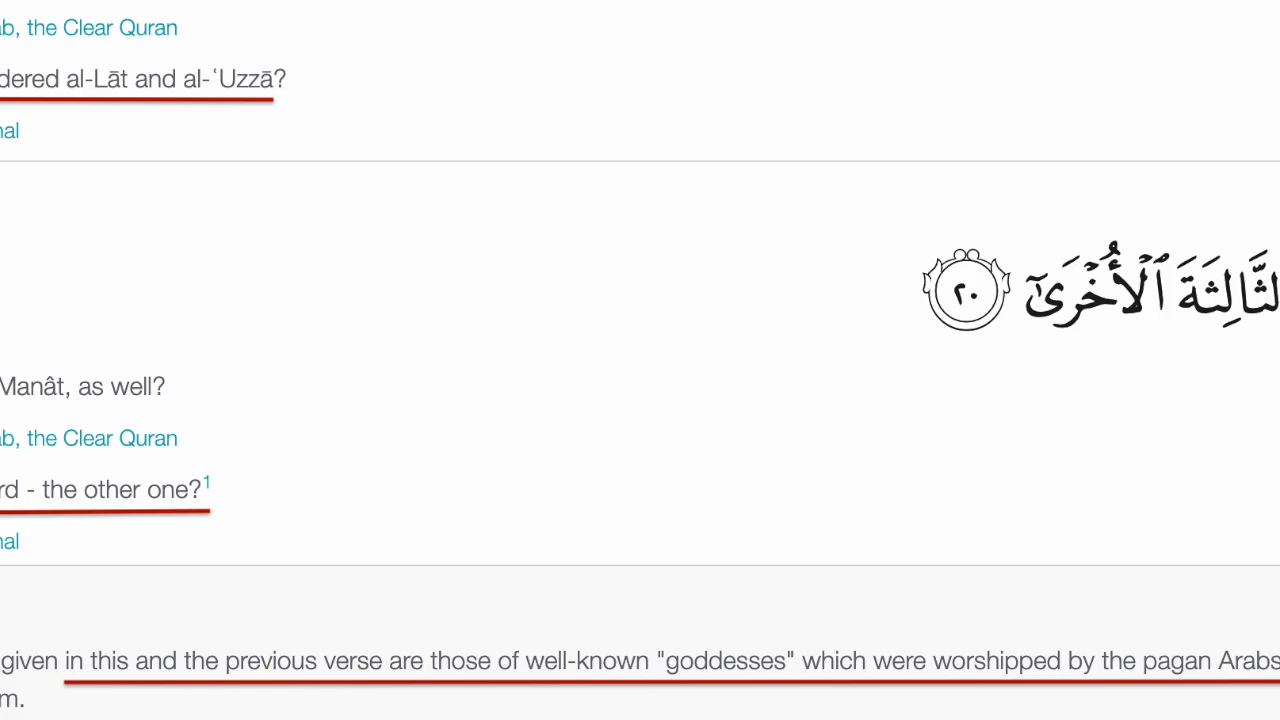 ab, the Clear Quran
dered al-Lāt and al-ʿUzzā?
nal
لثَّالِثَةَ ٱلْأُخْرَىٰٓ ٢٠
Manât, as well?
ab, the Clear Quran
rd - the other one?1
nal
given in this and the previous verse are those of well-known "goddesses" which were worshipped by the pagan Arabs
m.